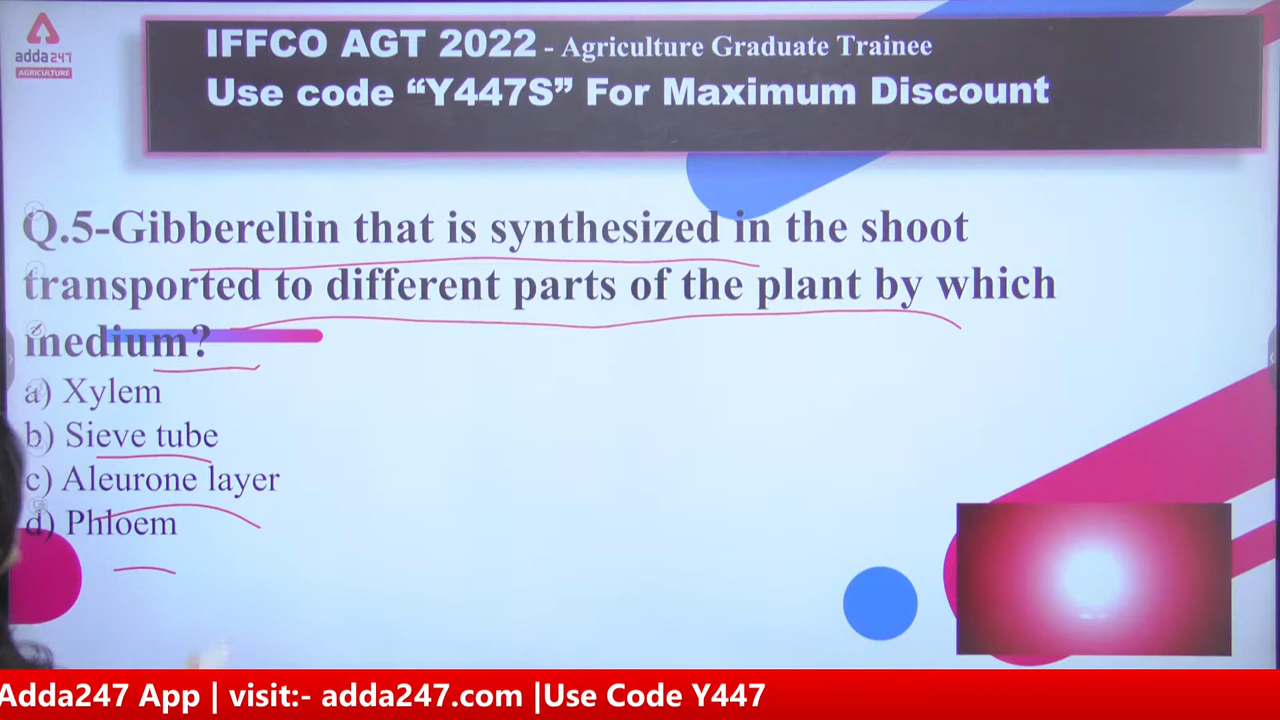 adda247
AGRICULTURE
IFFCO AGT 2022 - Agriculture Graduate Trainee
Use code “Y447S” For Maximum Discount
Q.5-Gibberellin that is synthesized in the shoot
transported to different parts of the plant by which
medium?
a) Xylem
b) Sieve tube
c) Aleurone layer
d) Phloem
Adda247 App | visit:- adda247.com |Use Code Y447